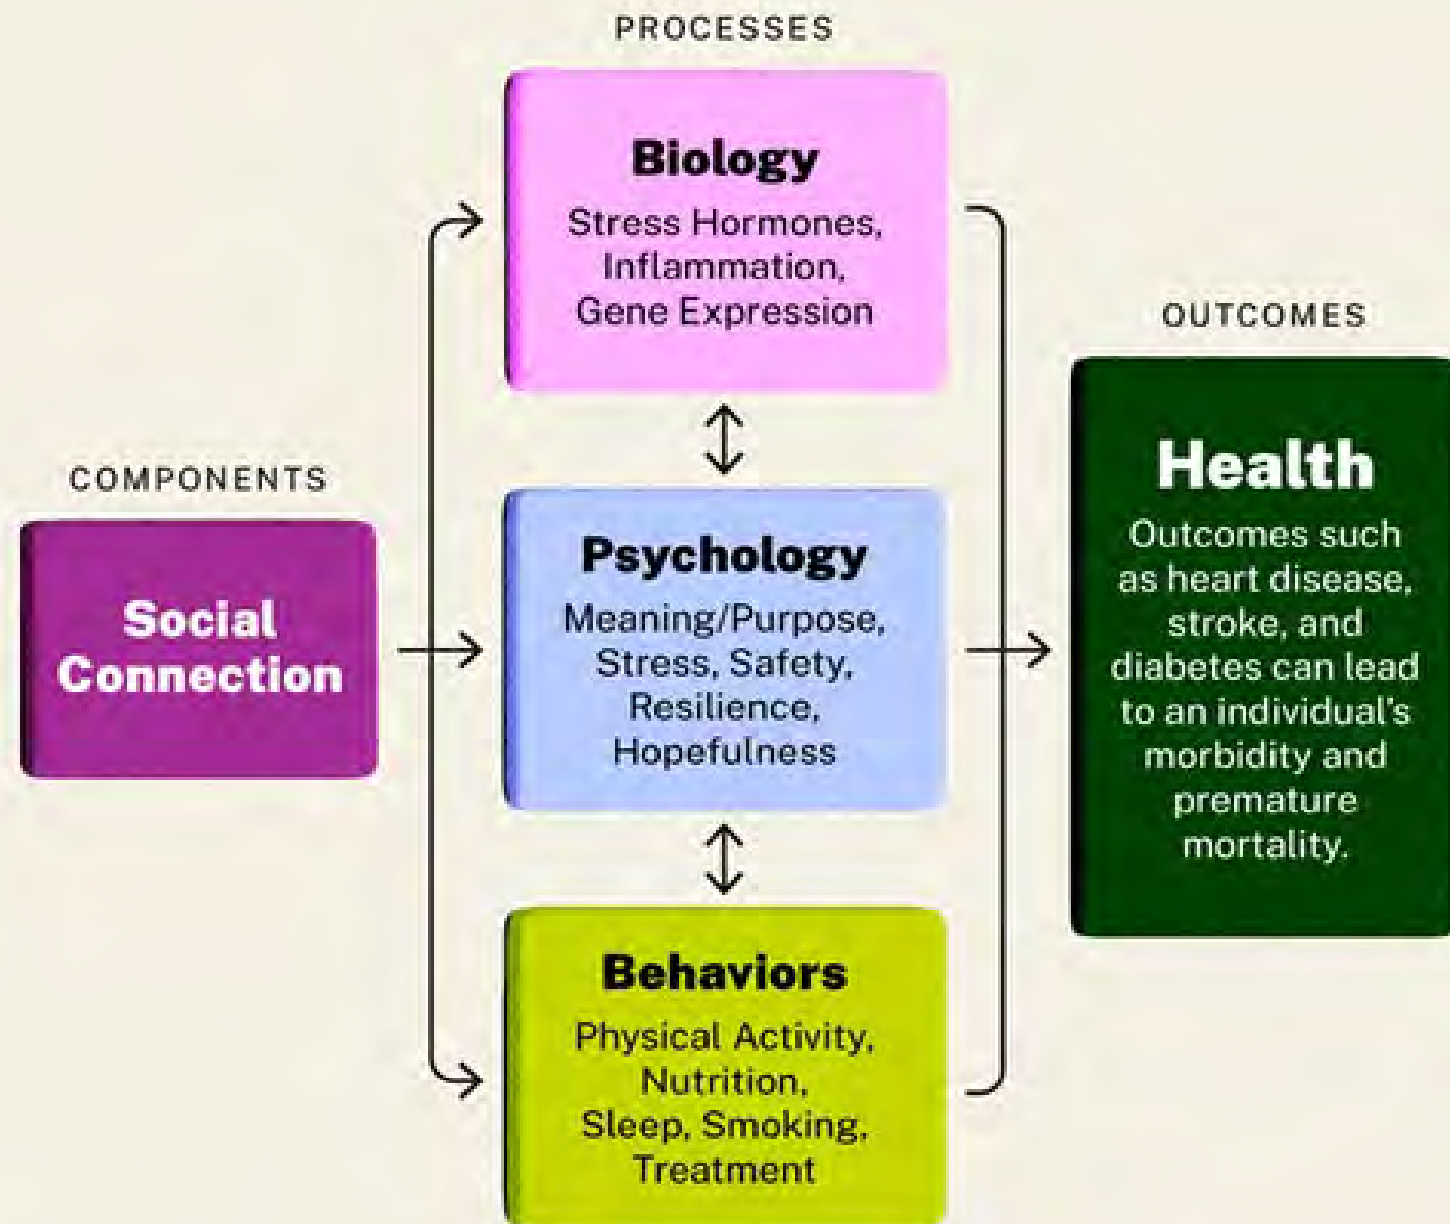 PROCESSES
Biology
Stress Hormones,
Inflammation,
Gene Expression
COMPONENTS
Social
Connection
Psychology
Meaning/Purpose,
Stress, Safety,
Resilience,
Hopefulness
Behaviors
Physical Activity,
Nutrition,
Sleep, Smoking,
Treatment
OUTCOMES
Health
Outcomes such
as heart disease,
stroke, and
diabetes can lead
to an individual's
morbidity and
premature
mortality.